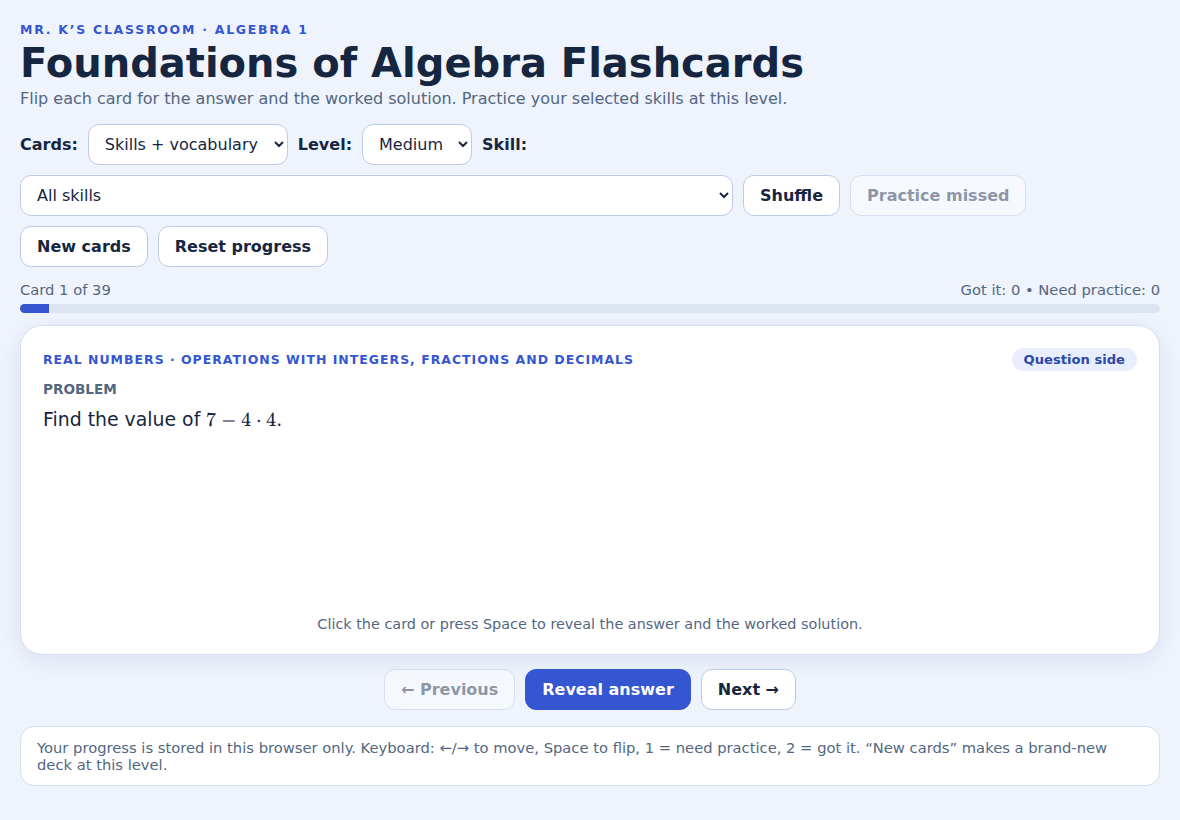 MR. K’S CLASSROOM · ALGEBRA 1
Foundations of Algebra Flashcards
Flip each card for the answer and the worked solution. Practice your selected skills at this level.
Cards: Skills + vocabulary Level: Medium Skill:
All skills Shuffle Practice missed
New cards Reset progress
Card 1 of 39 Got it: 0 • Need practice: 0
REAL NUMBERS · OPERATIONS WITH INTEGERS, FRACTIONS AND DECIMALS Question side
PROBLEM
Find the value of 7 − 4 · 4.
Click the card or press Space to reveal the answer and the worked solution.
← Previous Reveal answer Next →
Your progress is stored in this browser only. Keyboard: ←/→ to move, Space to flip, 1 = need practice, 2 = got it. “New cards” makes a brand-new
deck at this level.